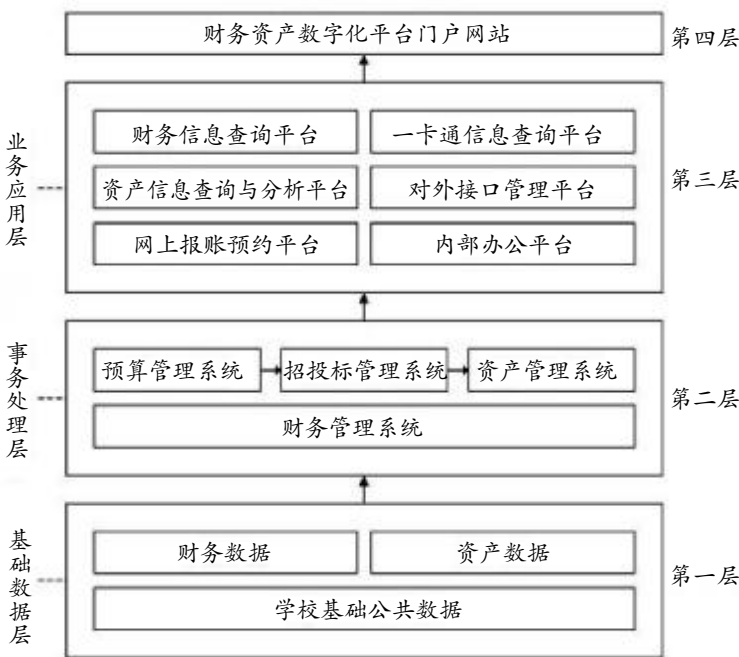 财务资产数字化平台门户网站
第四层
业务应用层
财务信息查询平台
一卡通信息查询平台
资产信息查询与分析平台
对外接口管理平台
网上报账预约平台
内部办公平台
第三层
事务处理层
预算管理系统
招投标管理系统
资产管理系统
财务管理系统
第二层
基础数据层
财务数据
资产数据
学校基础公共数据
第一层